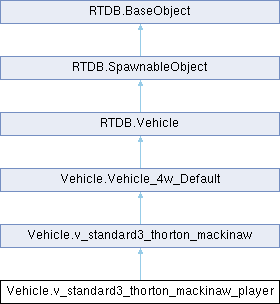 RTDB.BaseObject
RTDB.SpawnableObject
RTDB.Vehicle
Vehicle.Vehicle_4w_Default
Vehicle.v_standard3_thorton_mackinaw
Vehicle.v_standard3_thorton_mackinaw_player